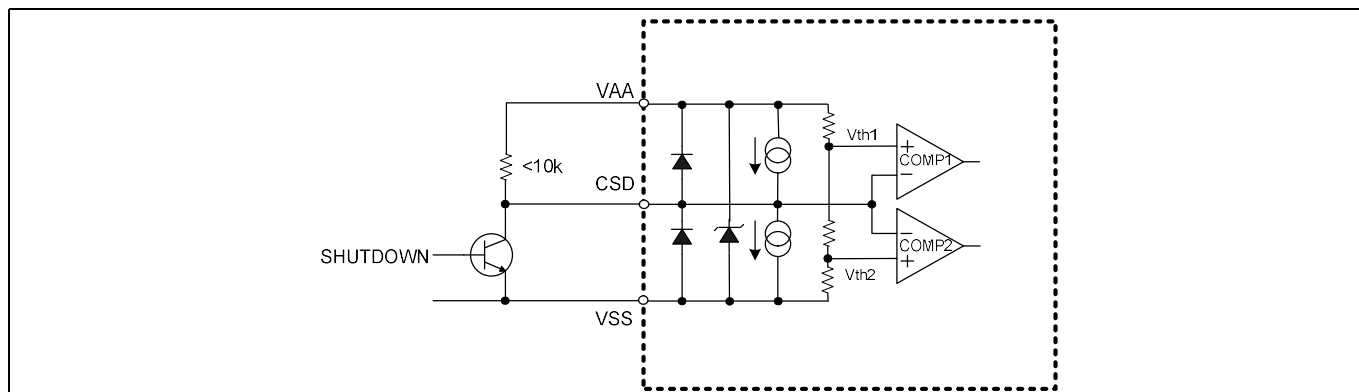 VAA
Vth1
+
COMP1
−
<10k
CSD
−
COMP2
+
SHUTDOWN
Vth2
VSS